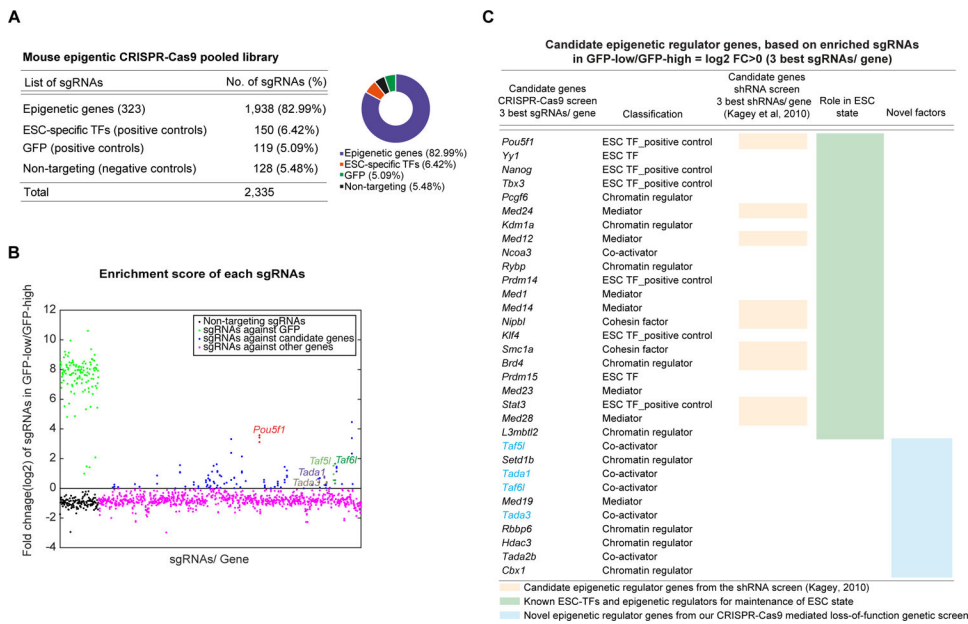 A
Mouse epigentic CRISPR-Cas9 pooled library
List of sgRNAs No. of sgRNAs (%)
Epigenetic genes (323) 1,938 (82.99%)
ESC-specific TFs (positive controls) 150 (6.42%)
GFP (positive controls) 119 (5.09%)
Non-targeting (negative controls) 128 (5.48%)
Total 2,335
Epigenetic genes (82.99%)
ESC-specific TFs (6.42%)
GFP (5.09%)
Non-targeting (5.48%)
B
Enrichment score of each sgRNAs
Fold chnage(log2) of sgRNAs in GFP-low/GFP-high
12
10
8
6
4
2
0
-2
-4
Non-targeting sgRNAs
sgRNAs against GFP
sgRNAs against candidate genes
sgRNAs against other genes
Pou5f1
Taf5l
Taf6l
Tada1
Tada3
sgRNAs/ Gene
C
Candidate epigenetic regulator genes, based on enriched sgRNAs
in GFP-low/GFP-high = log2 FC>0 (3 best sgRNAs/ gene)
Candidate genes
CRISPR-Cas9 screen
3 best sgRNAs/ gene)
Classification
Candidate genes
shRNA screen
3 best shRNAs/ gene)
(Kagey et al, 2010)
Role in ESC
state
Novel factors
Pou5f1 ESC TF_positive control
Yy1 ESC TF
Nanog ESC TF_positive control
Tbx3 ESC TF_positive control
Pcgf6 Chromatin regulator
Med24 Mediator
Kdm1a Chromatin regulator
Med12 Mediator
Ncoa3 Co-activator
Rybp Chromatin regulator
Prdm14 ESC TF_positive control
Med1 Mediator
Med14 Mediator
Nipbl Cohesin factor
Klf4 ESC TF_positive control
Smc1a Cohesin factor
Brd4 Chromatin regulator
Prdm15 ESC TF
Med23 Mediator
Stat3 ESC TF_positive control
Med28 Mediator
L3mbtl2 Chromatin regulator
Taf5l Co-activator
Setd1b Chromatin regulator
Tada1 Co-activator
Taf6l Co-activator
Med19 Mediator
Tada3 Co-activator
Rbbp6 Chromatin regulator
Hdac3 Chromatin regulator
Tada2b Co-activator
Cbx1 Chromatin regulator
Candidate epigenetic regulator genes from the shRNA screen (Kagey, 2010)
Known ESC-TFs and epigenetic regulators for maintenance of ESC state
Novel epigenetic regulator genes from our CRISPR-Cas9 mediated loss-of-function genetic screen